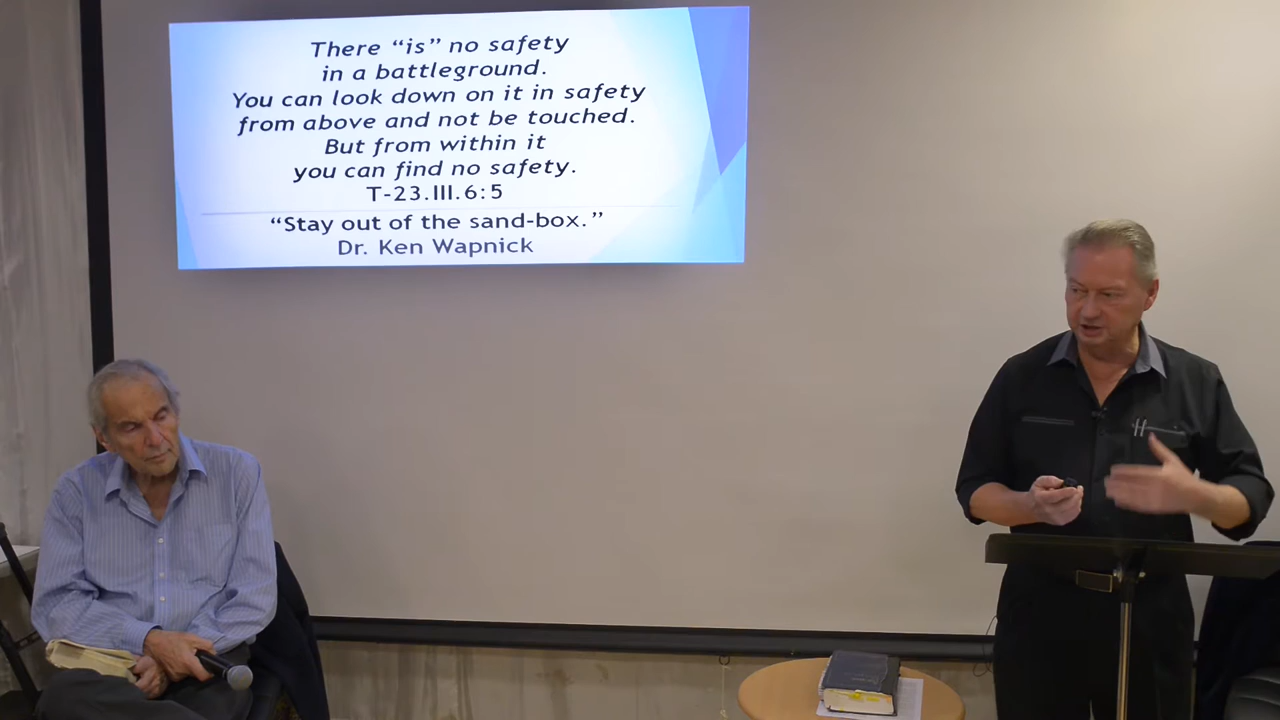 There “is” no safety
in a battleground.
You can look down on it in safety
from above and not be touched.
But from within it
you can find no safety.
T-23.III.6:5
“Stay out of the sand-box.”
Dr. Ken Wapnick